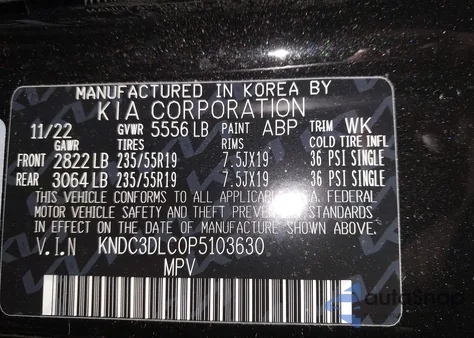 MANUFACTURED IN KOREA BY
KIA CORPORATION
11/22 GVWR 5556 LB PAINT ABP TRIM WK
GAWR TIRES RIMS COLD TIRE INFL
FRONT 2822 LB 235/55R19 7.5JX19 36 PSI SINGLE
REAR 3064 LB 235/55R19 7.5JX19 36 PSI SINGLE
THIS VEHICLE CONFORMS TO ALL APPLICABLE U.S.A. FEDERAL
MOTOR VEHICLE SAFETY AND THEFT PREVENTION STANDARDS
IN EFFECT ON THE DATE OF MANUFACTURE SHOWN ABOVE.
V.I.N KNDC3DLC0P5103630
MPV
autoSnap